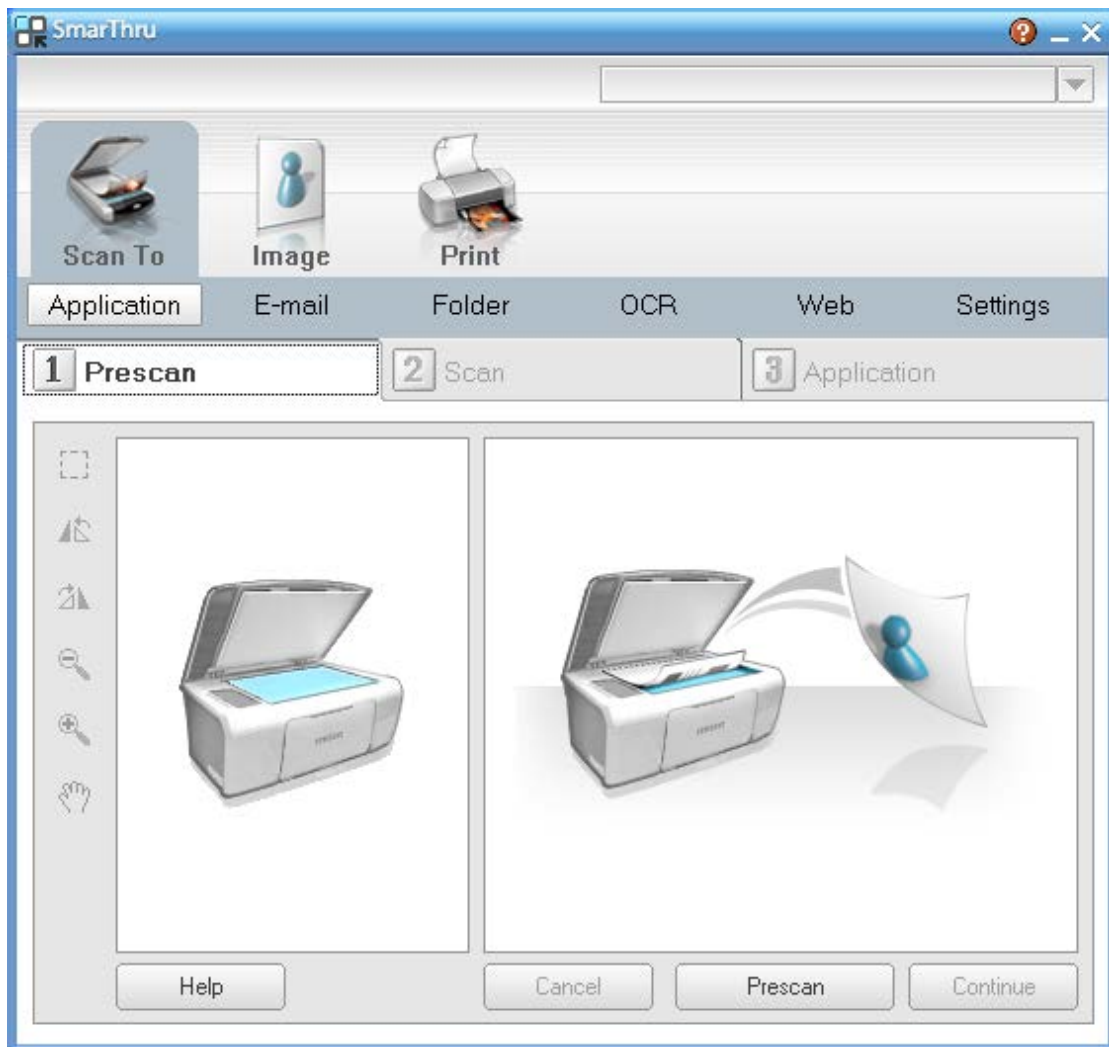 SmarThru
Scan To Image Print
Application E-mail Folder OCR Web Settings
1 Prescan 2 Scan 3 Application
Help Cancel Prescan Continue